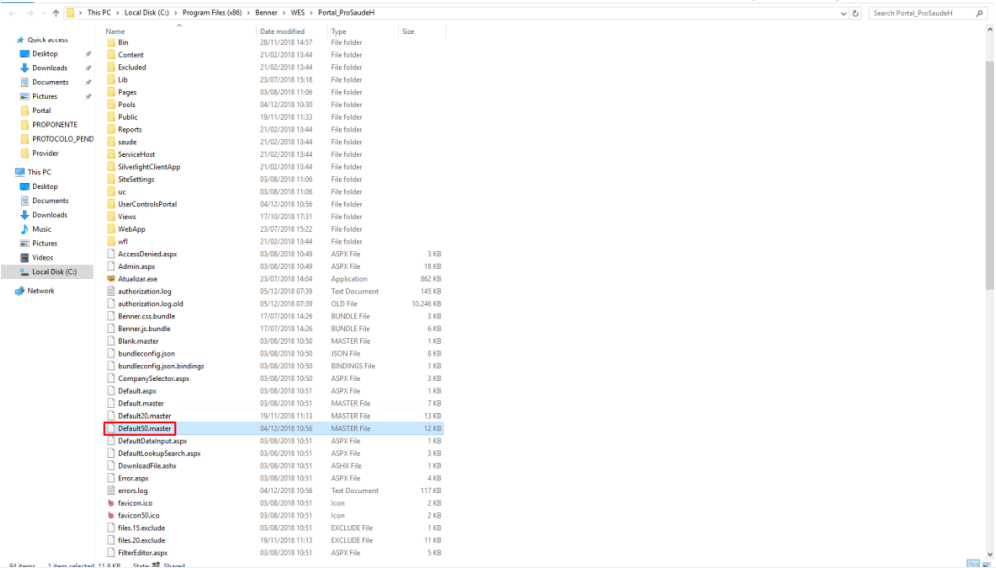 This PC > Local Disk (C:) > Program Files (x86) > Benner > WES > Portal_ProSaudeH Search Portal_ProSaudeH
Quick access
Desktop
Downloads
Documents
Pictures
Portal
PROPONENTE
PROTOCOLO_PEND
Provider
This PC
Desktop
Documents
Downloads
Music
Pictures
Videos
Local Disk (C:)
Network
Name Date modified Type Size
Bin 28/11/2018 14:57 File folder
Content 21/02/2018 13:44 File folder
Excluded 21/02/2018 13:44 File folder
Lib 23/07/2018 15:18 File folder
Pages 03/08/2018 11:06 File folder
Pools 04/12/2018 10:30 File folder
Public 19/11/2018 11:33 File folder
Reports 21/02/2018 13:44 File folder
saude 21/02/2018 13:44 File folder
ServiceHost 21/02/2018 13:44 File folder
SilverlightClientApp 21/02/2018 13:44 File folder
SiteSettings 03/08/2018 11:06 File folder
uc 03/08/2018 11:06 File folder
UserControlsPortal 04/12/2018 10:56 File folder
Views 17/10/2018 17:31 File folder
WebApp 23/07/2018 15:22 File folder
wfl 21/02/2018 13:44 File folder
AccessDenied.aspx 03/08/2018 10:49 ASPX File 3 KB
Admin.aspx 03/08/2018 10:49 ASPX File 18 KB
Atualizar.exe 23/07/2018 14:04 Application 862 KB
authorization.log 05/12/2018 07:39 Text Document 145 KB
authorization.log.old 05/12/2018 07:39 OLD File 10.246 KB
Benner.css.bundle 17/07/2018 14:26 BUNDLE File 3 KB
Benner.js.bundle 17/07/2018 14:26 BUNDLE File 6 KB
Blank.master 03/08/2018 10:50 MASTER File 1 KB
bundleconfig.json 03/08/2018 10:50 JSON File 8 KB
bundleconfig.json.bindings 03/08/2018 10:50 BINDINGS File 1 KB
CompanySelector.aspx 03/08/2018 10:50 ASPX File 3 KB
Default.aspx 03/08/2018 10:51 ASPX File 1 KB
Default.master 03/08/2018 10:51 MASTER File 7 KB
Default20.master 19/11/2018 11:13 MASTER File 13 KB
Default50.master 04/12/2018 10:56 MASTER File 12 KB
DefaultDataInput.aspx 03/08/2018 10:51 ASPX File 1 KB
DefaultLookupSearch.aspx 03/08/2018 10:51 ASPX File 3 KB
DownloadFile.ashx 03/08/2018 10:51 ASHX File 1 KB
Error.aspx 03/08/2018 10:51 ASPX File 4 KB
errors.log 04/12/2018 10:56 Text Document 117 KB
favicon.ico 03/08/2018 10:51 Icon 2 KB
favicon50.ico 03/08/2018 10:51 Icon 2 KB
files.15.exclude 03/08/2018 10:51 EXCLUDE File 1 KB
files.20.exclude 19/11/2018 11:13 EXCLUDE File 11 KB
FilterEditor.aspx 03/08/2018 10:51 ASPX File 5 KB
94 items 1 item selected 11,9 KB State: Shared